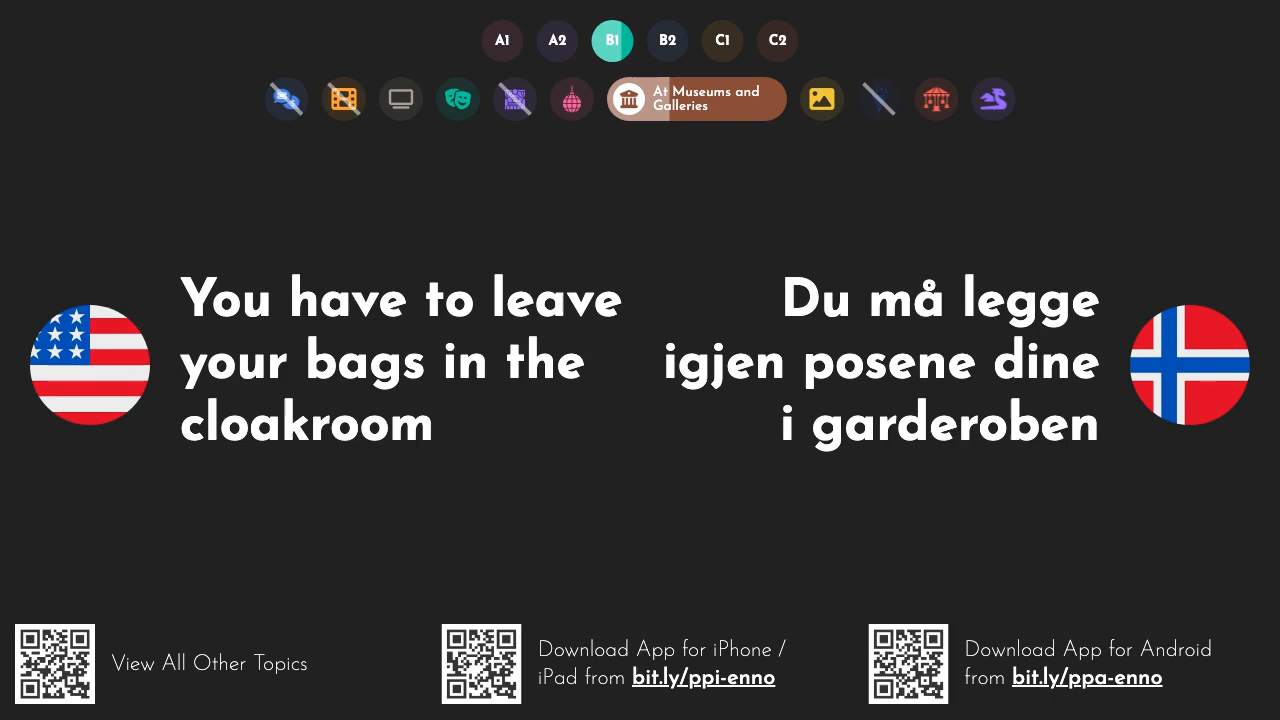 A1 A2 B1 B2 C1 C2
At Museums and
Galleries
You have to leave
your bags in the
cloakroom
Du må legge
igjen posene dine
i garderoben
View All Other Topics
Download App for iPhone /
iPad from bit.ly/ppi-enno
Download App for Android
from bit.ly/ppa-enno